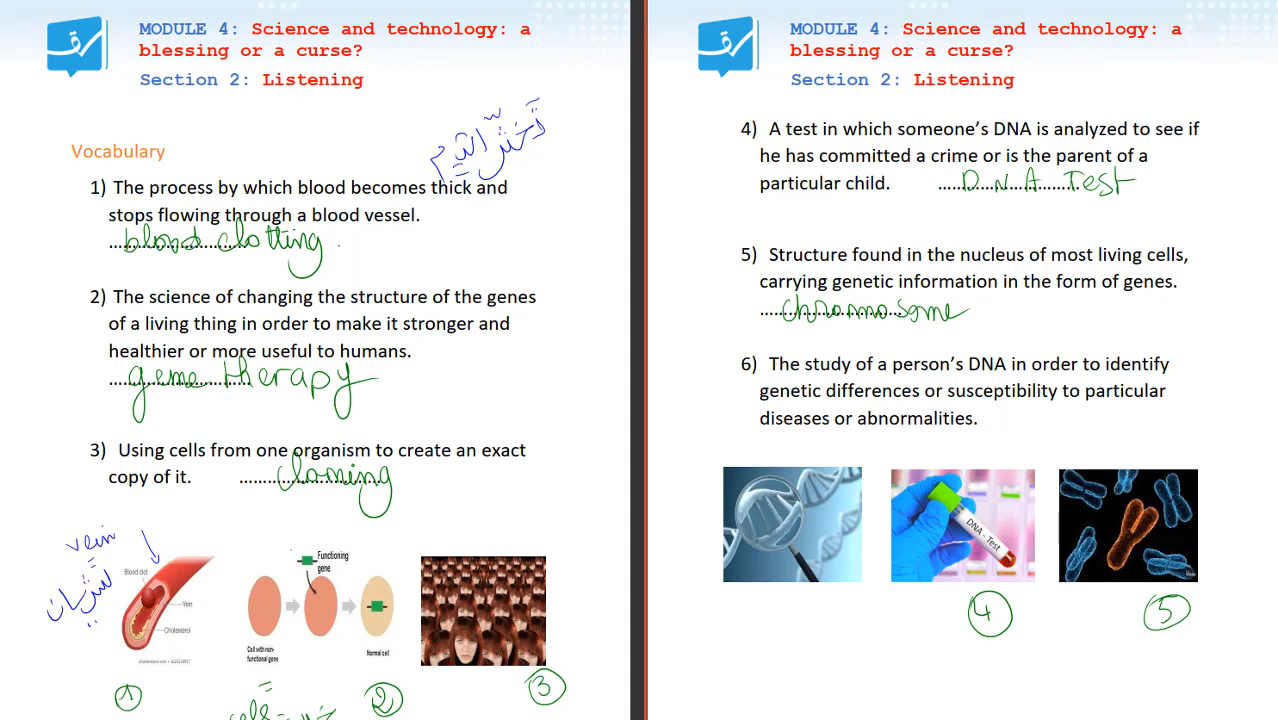 MODULE 4: Science and technology: a
blessing or a curse?
Section 2: Listening
Vocabulary
تخثر الدم
1) The process by which blood becomes thick and
stops flowing through a blood vessel.
blood clotting
2) The science of changing the structure of the genes
of a living thing in order to make it stronger and
healthier or more useful to humans.
gene therapy
3) Using cells from one organism to create an exact
copy of it. cloning
vein
شريان
Blood clot
Vein
Cholesterol
Functioning
gene
Cell with non-
functional gene
Normal cell
1
2
3
cells
MODULE 4: Science and technology: a
blessing or a curse?
Section 2: Listening
4) A test in which someone's DNA is analyzed to see if
he has committed a crime or is the parent of a
particular child. D.N.A Test
5) Structure found in the nucleus of most living cells,
carrying genetic information in the form of genes.
chromosome
6) The study of a person's DNA in order to identify
genetic differences or susceptibility to particular
diseases or abnormalities.
DNA - Test
4
5